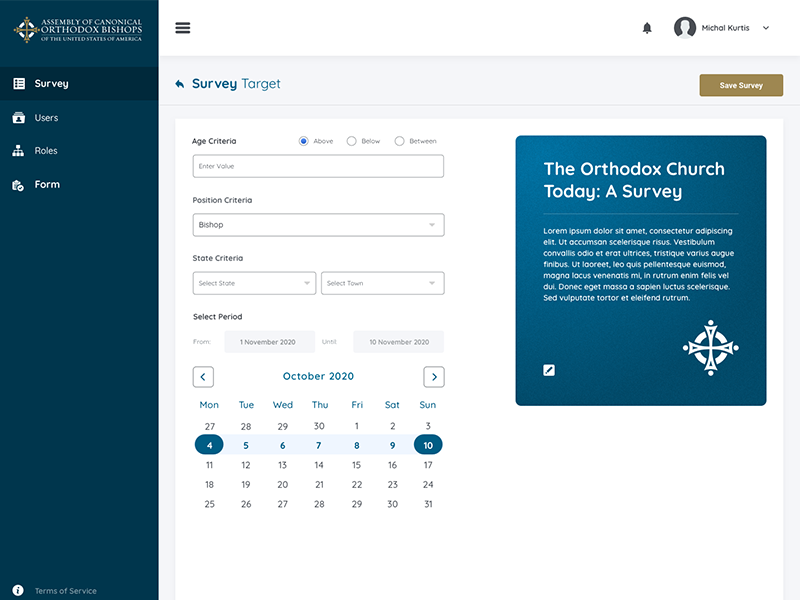 ASSEMBLY OF CANONICAL
ORTHODOX BISHOPS
OF THE UNITED STATES OF AMERICA
Michal Kurtis
Survey
Users
Roles
Form
Terms of Service
Survey Target
Save Survey
Age Criteria
Above Below Between
Enter Value
Position Criteria
Bishop
State Criteria
Select State Select Town
Select Period
From: 1 November 2020 Until: 10 November 2020
October 2020
Mon Tue Wed Thu Fri Sat Sun
27 28 29 30 1 2 3
4 5 6 7 8 9 10
11 12 13 14 15 16 17
18 19 20 21 22 23 24
25 26 27 28 29 30 31
The Orthodox Church
Today: A Survey
Lorem ipsum dolor sit amet, consectetur adipiscing
elit. Ut accumsan scelerisque risus. Vestibulum
convallis odio et erat ultrices, tristique varius augue
finibus. Ut laoreet, leo quis pellentesque euismod,
magna lacus venenatis mi, in rutrum enim felis vel
dui. Donec eget massa a sapien luctus scelerisque.
Sed vulputate tortor et eleifend rutrum.